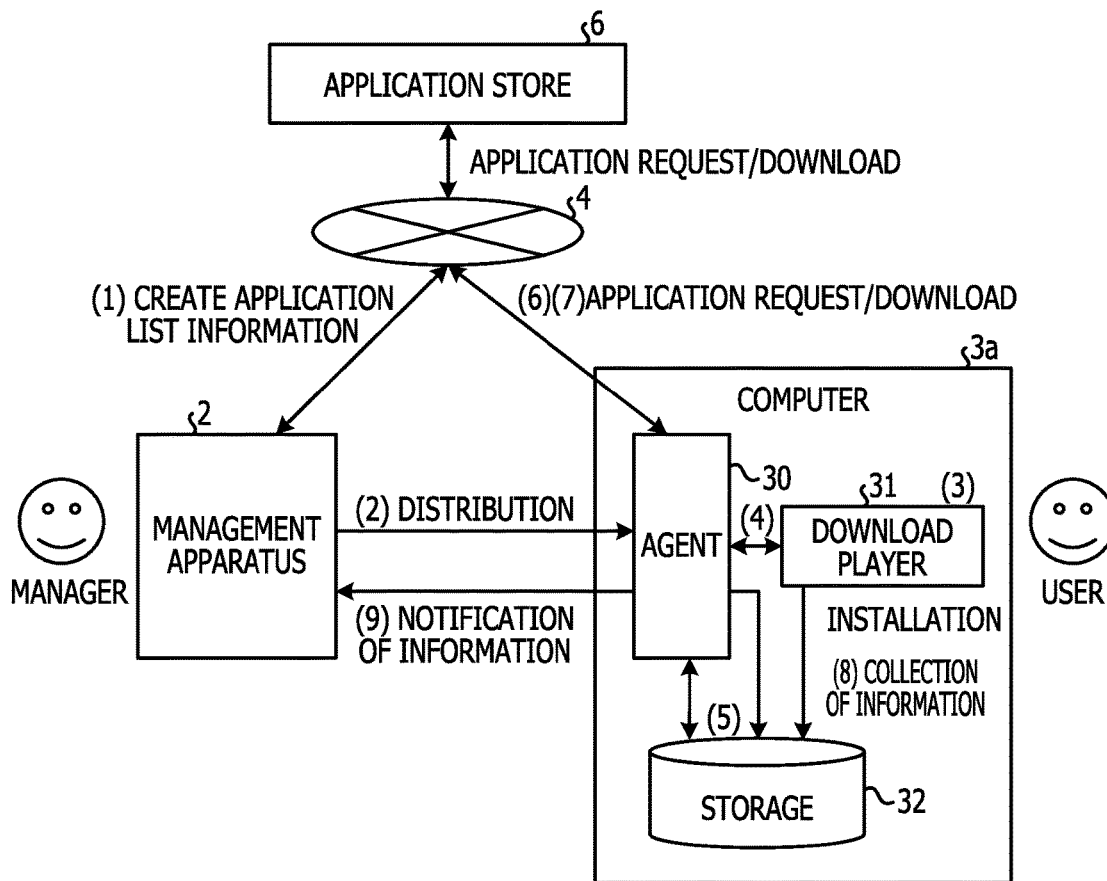 6
APPLICATION STORE
APPLICATION REQUEST/DOWNLOAD
4
(1) CREATE APPLICATION
LIST INFORMATION
(6)(7)APPLICATION REQUEST/DOWNLOAD
3a
COMPUTER
2
MANAGEMENT
APPARATUS
MANAGER
(2) DISTRIBUTION
30
AGENT
(4)
31
(3)
DOWNLOAD
PLAYER
USER
(9) NOTIFICATION
OF INFORMATION
INSTALLATION
(8) COLLECTION
OF INFORMATION
(5)
STORAGE
32